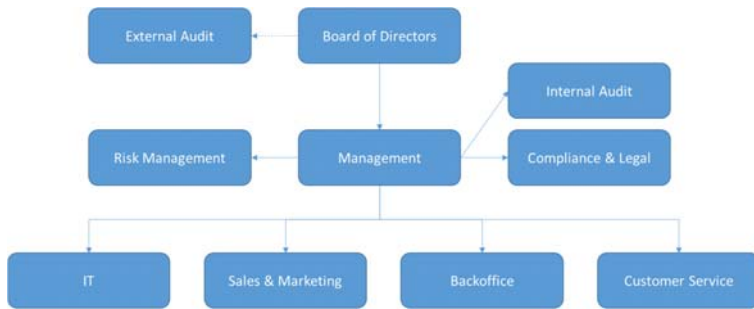 External Audit
Board of Directors
Internal Audit
Risk Management
Management
Compliance & Legal
IT
Sales & Marketing
Backoffice
Customer Service